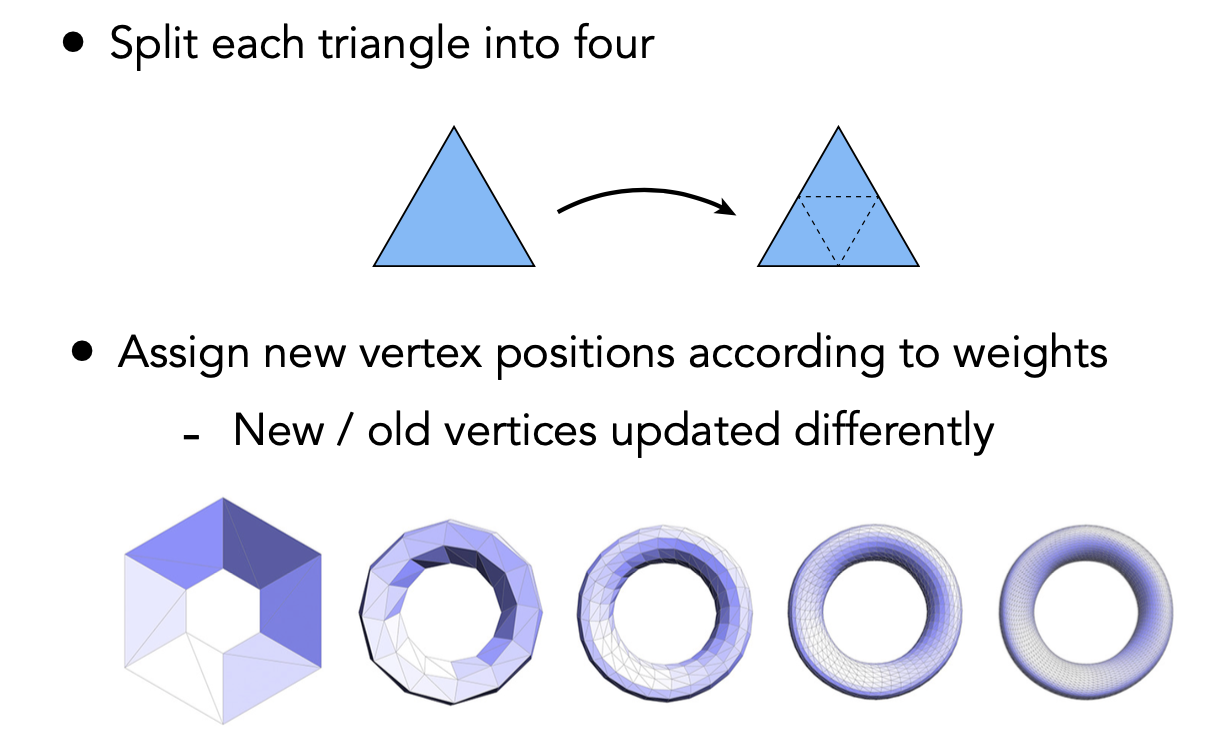 • Split each triangle into four
• Assign new vertex positions according to weights
- New / old vertices updated differently